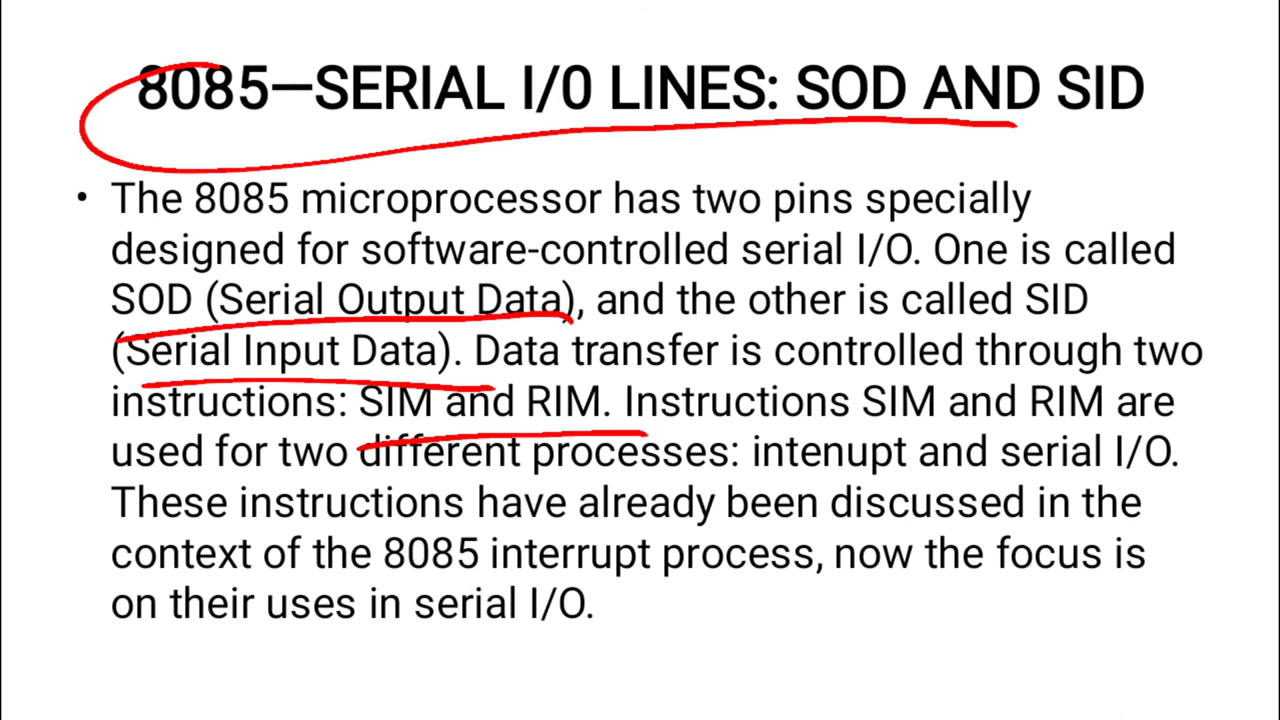 8085—SERIAL I/0 LINES: SOD AND SID
• The 8085 microprocessor has two pins specially
designed for software-controlled serial I/O. One is called
SOD (Serial Output Data), and the other is called SID
(Serial Input Data). Data transfer is controlled through two
instructions: SIM and RIM. Instructions SIM and RIM are
used for two different processes: intenupt and serial I/O.
These instructions have already been discussed in the
context of the 8085 interrupt process, now the focus is
on their uses in serial I/O.